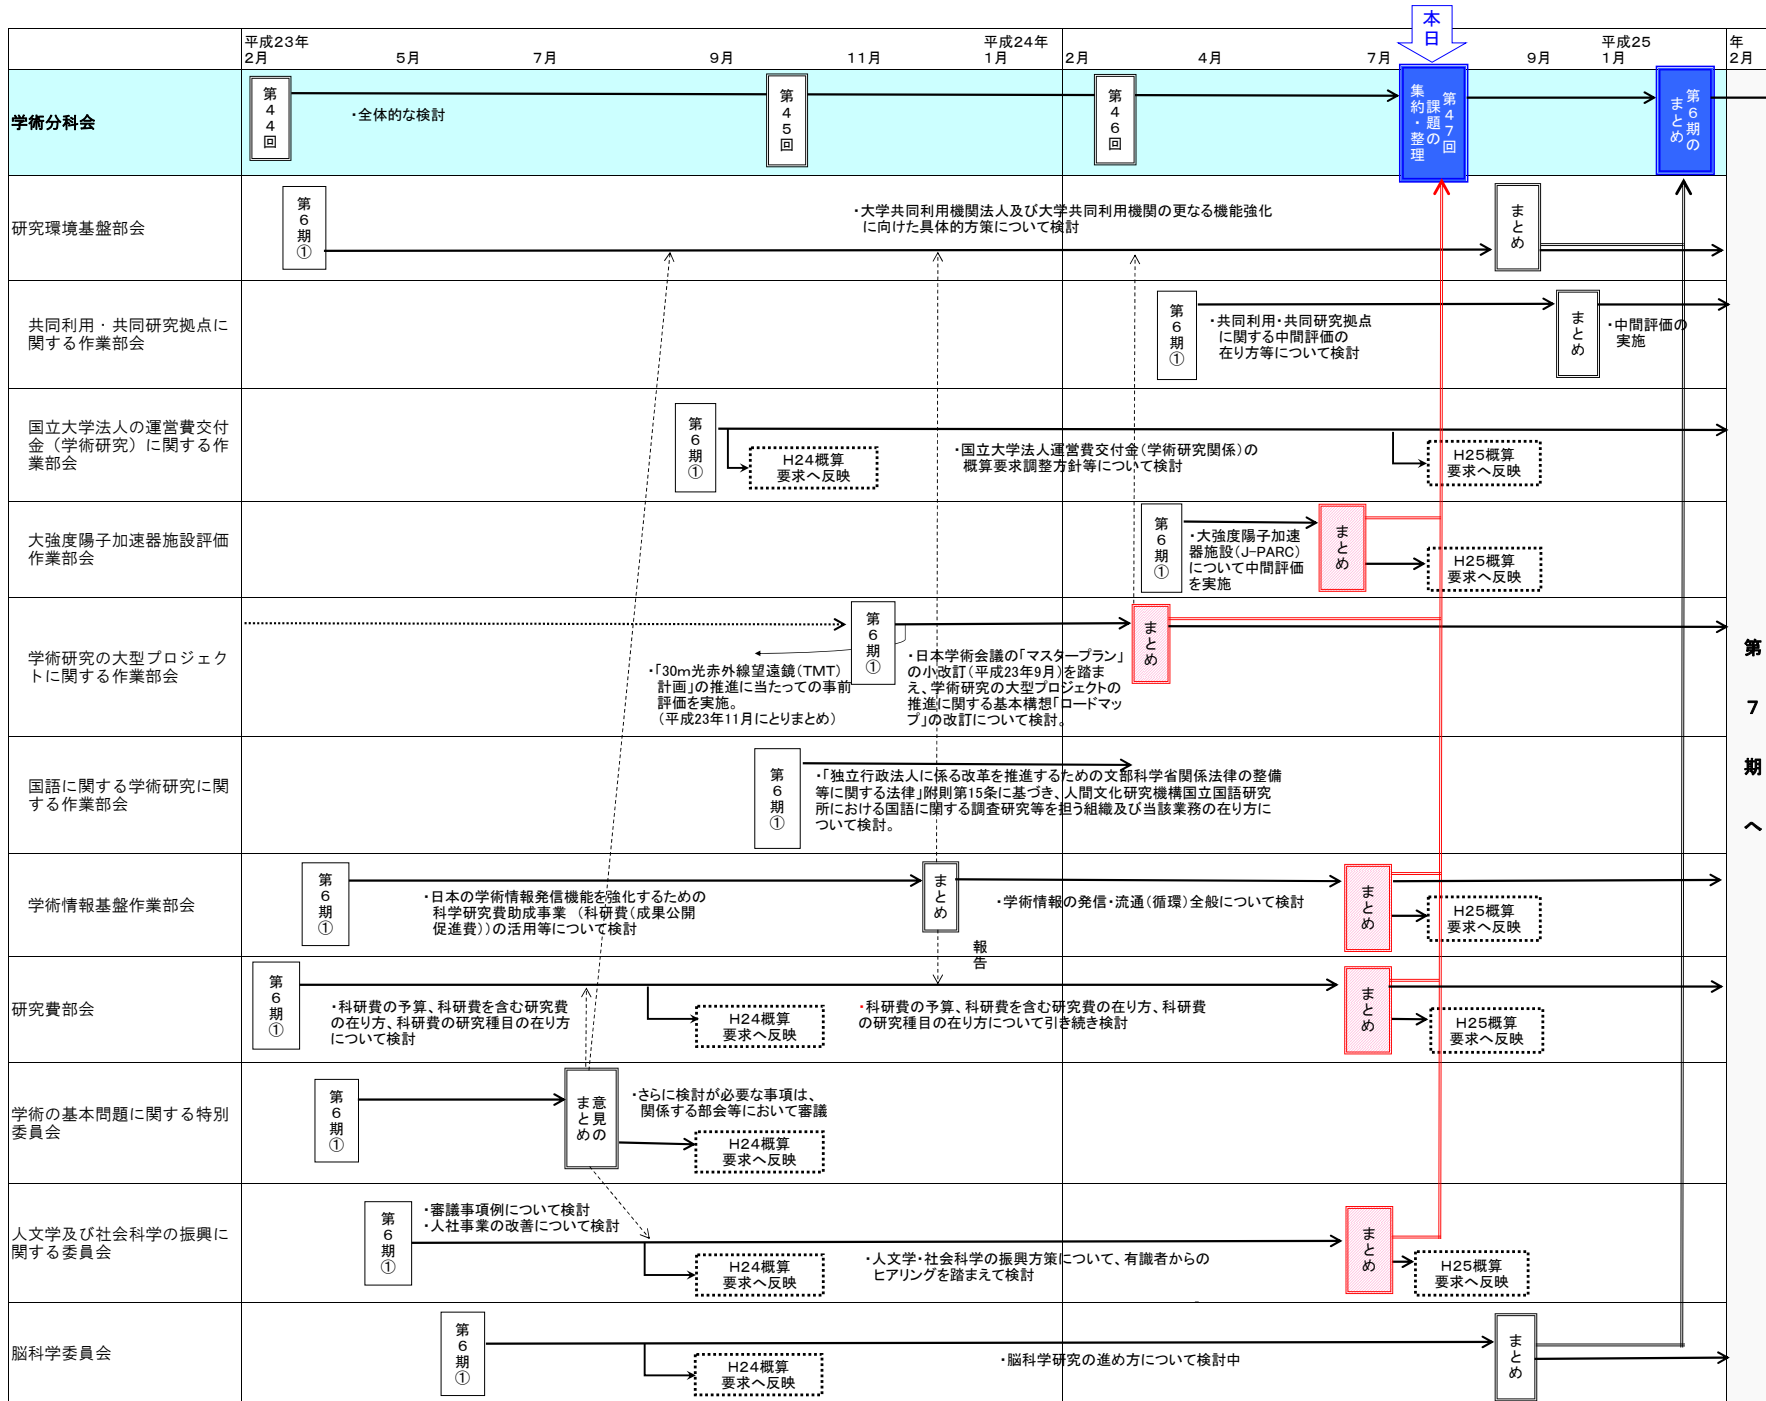 本
日
平成23年
2月
5月
7月
9月
11月
平成24年
1月
2月
4月
7月
9月
平成25
1月
年
2月
学術分科会
第44回
・全体的な検討
第45回
第46回
第47回
課題の
集約・整理
第6期の
まとめ
研究環境基盤部会
第6期①
・大学共同利用機関法人及び大学共同利用機関の更なる機能強化
に向けた具体的方策について検討
まとめ
共同利用・共同研究拠点に
関する作業部会
第6期①
・共同利用・共同研究拠点
に関する中間評価の
在り方等について検討
まとめ
・中間評価の
実施
国立大学法人の運営費交付
金（学術研究）に関する作
業部会
第6期①
H24概算
要求へ反映
・国立大学法人運営費交付金（学術研究関係）の
概算要求調整方針等について検討
H25概算
要求へ反映
大強度陽子加速器施設評価
作業部会
第6期①
・大強度陽子加速
器施設（J-PARC）
について中間評価
を実施
まとめ
H25概算
要求へ反映
学術研究の大型プロジェク
トに関する作業部会
・「30m光赤外線望遠鏡（TMT）
計画」の推進に当たっての事前
評価を実施。
（平成23年11月にとりまとめ）
第6期①
・日本学術会議の「マスタープラン」
の小改訂（平成23年9月）を踏ま
え、学術研究の大型プロジェクトの
推進に関する基本構想「ロードマッ
プ」の改訂について検討。
まとめ
国語に関する学術研究に関
する作業部会
第6期①
・「独立行政法人に係る改革を推進するための文部科学省関係法律の整備
等に関する法律」附則第15条に基づき、人間文化研究機構国立国語研究
所における国語に関する調査研究等を担う組織及び当該業務の在り方に
ついて検討。
学術情報基盤作業部会
第6期①
・日本の学術情報発信機能を強化するための
科学研究費助成事業 （科研費（成果公開
促進費））の活用等について検討
まとめ
・学術情報の発信・流通（循環）全般について検討
まとめ
H25概算
要求へ反映
報
告
研究費部会
第6期①
・科研費の予算、科研費を含む研究費
の在り方、科研費の研究種目の在り方
について検討
H24概算
要求へ反映
・科研費の予算、科研費を含む研究費の在り方、科研費
の研究種目の在り方について引き続き検討
まとめ
H25概算
要求へ反映
学術の基本問題に関する特別
委員会
第6期①
意見の
まとめ
・さらに検討が必要な事項は、
関係する部会等において審議
H24概算
要求へ反映
人文学及び社会科学の振興に
関する委員会
第6期①
・審議事項例について検討
・人社事業の改善について検討
H24概算
要求へ反映
・人文学・社会科学の振興方策について、有識者からの
ヒアリングを踏まえて検討
まとめ
H25概算
要求へ反映
脳科学委員会
第6期①
H24概算
要求へ反映
・脳科学研究の進め方について検討中
まとめ
第
7
期
へ